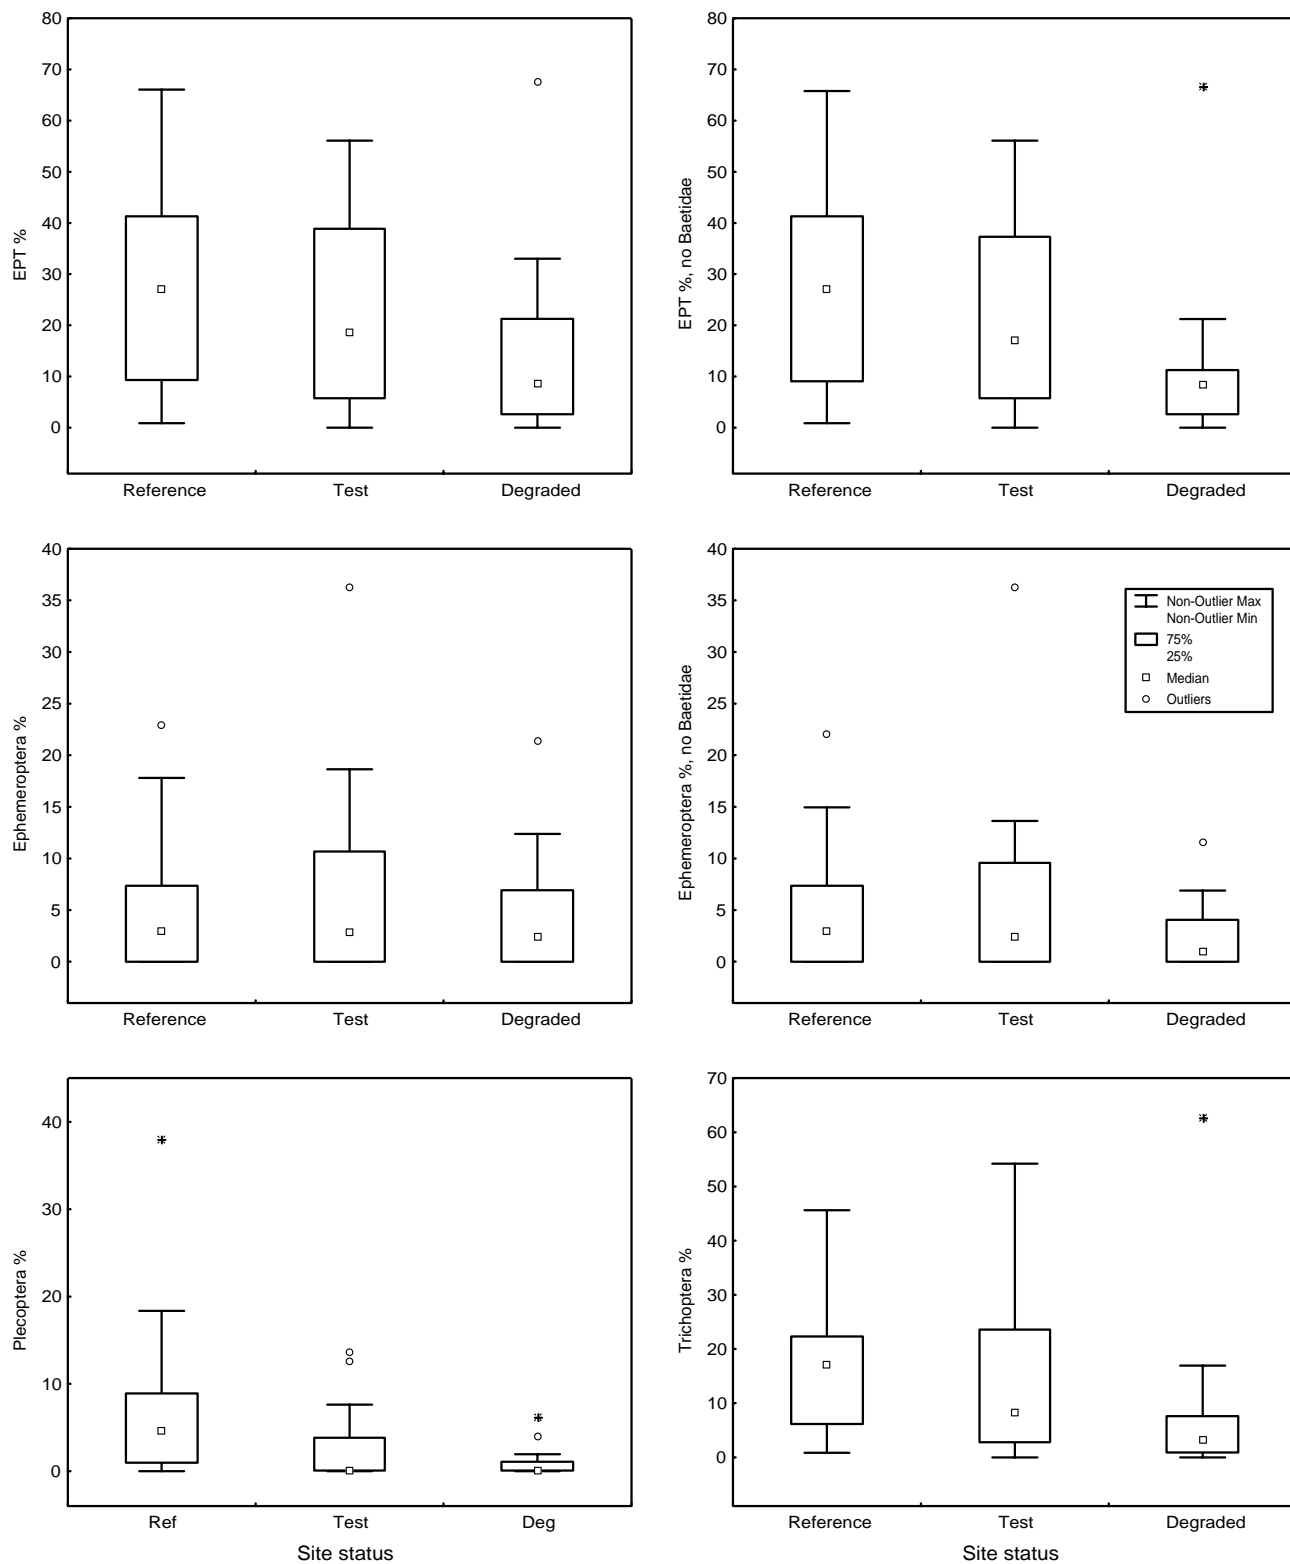 80
70
60
50
40
30
20
10
0
EPT %
Reference Test Degraded
80
70
60
50
40
30
20
10
0
EPT %, no Baetidae
Reference Test Degraded
40
35
30
25
20
15
10
5
0
Ephemeroptera %
Reference Test Degraded
40
35
30
25
20
15
10
5
0
Ephemeroptera %, no Baetidae
Non-Outlier Max
Non-Outlier Min
75%
25%
Median
Outliers
Reference Test Degraded
40
30
20
10
0
Plecoptera %
Ref Test Deg
Site status
70
60
50
40
30
20
10
0
Trichoptera %
Reference Test Degraded
Site status